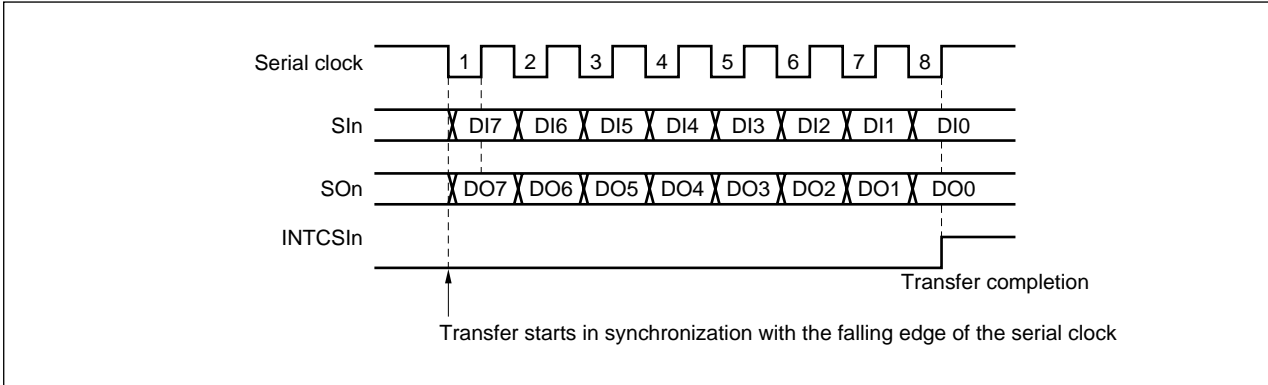 Serial clock 1 2 3 4 5 6 7 8
SIn DI7 DI6 DI5 DI4 DI3 DI2 DI1 DI0
SOn DO7 DO6 DO5 DO4 DO3 DO2 DO1 DO0
INTCSIn
Transfer completion
Transfer starts in synchronization with the falling edge of the serial clock